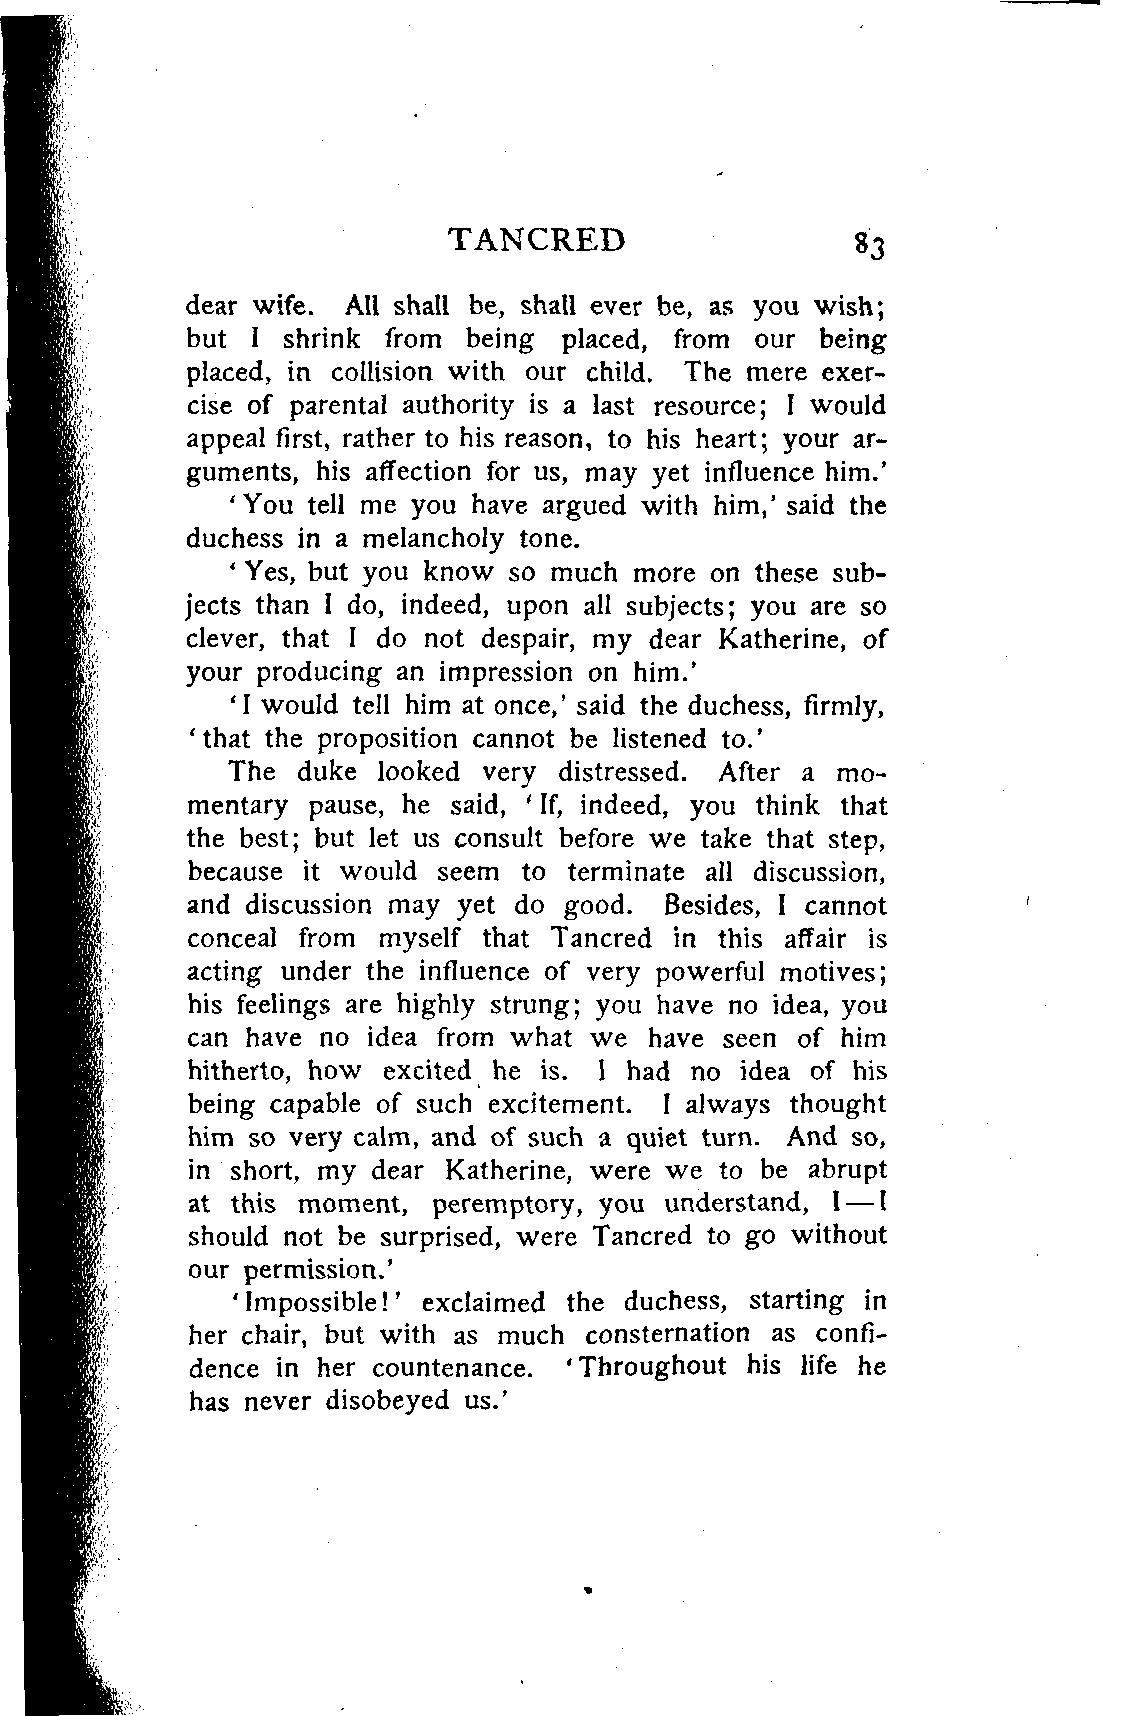 TANCRED 83
dear wife. All shall be, shall ever be, as you wish;
but I shrink from being placed, from our being
placed, in collision with our child. The mere exer-
cise of parental authority is a last resource; I would
appeal first, rather to his reason, to his heart; your ar-
guments, his affection for us, may yet influence him.'
'You tell me you have argued with him,' said the
duchess in a melancholy tone.
'Yes, but you know so much more on these sub-
jects than I do, indeed, upon all subjects; you are so
clever, that I do not despair, my dear Katherine, of
your producing an impression on him.'
'I would tell him at once,' said the duchess, firmly,
'that the proposition cannot be listened to.'
The duke looked very distressed. After a mo-
mentary pause, he said, 'If, indeed, you think that
the best; but let us consult before we take that step,
because it would seem to terminate all discussion,
and discussion may yet do good. Besides, I cannot
conceal from myself that Tancred in this affair is
acting under the influence of very powerful motives;
his feelings are highly strung; you have no idea, you
can have no idea from what we have seen of him
hitherto, how excited he is. I had no idea of his
being capable of such excitement. I always thought
him so very calm, and of such a quiet turn. And so,
in short, my dear Katherine, were we to be abrupt
at this moment, peremptory, you understand, I—I
should not be surprised, were Tancred to go without
our permission.'
'Impossible!' exclaimed the duchess, starting in
her chair, but with as much consternation as confi-
dence in her countenance. 'Throughout his life he
has never disobeyed us.'